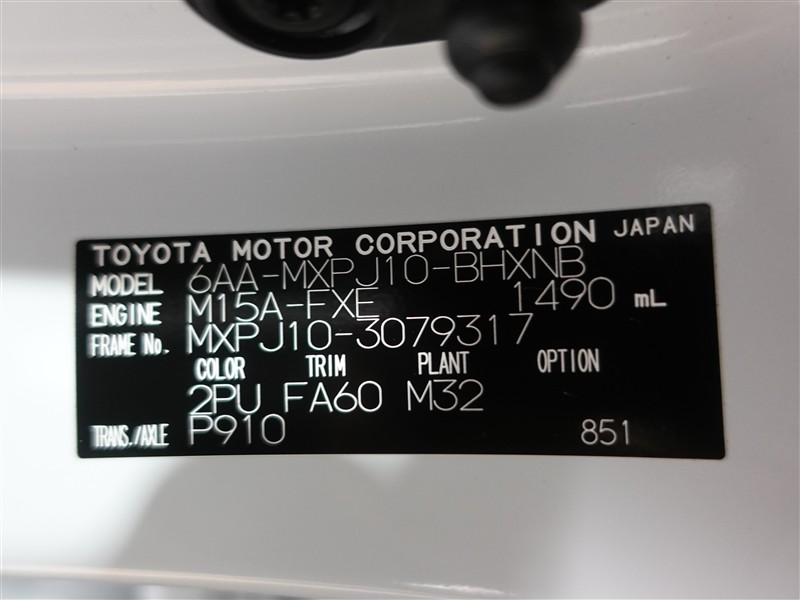 TOYOTA MOTOR CORPORATION JAPAN
MODEL 6AA-MXPJ10-BHXNB
ENGINE M15A-FXE 1490 mL
FRAME No. MXPJ10-3079317
COLOR TRIM PLANT OPTION
2PU FA60 M32
TRANS./AXLE P910 851